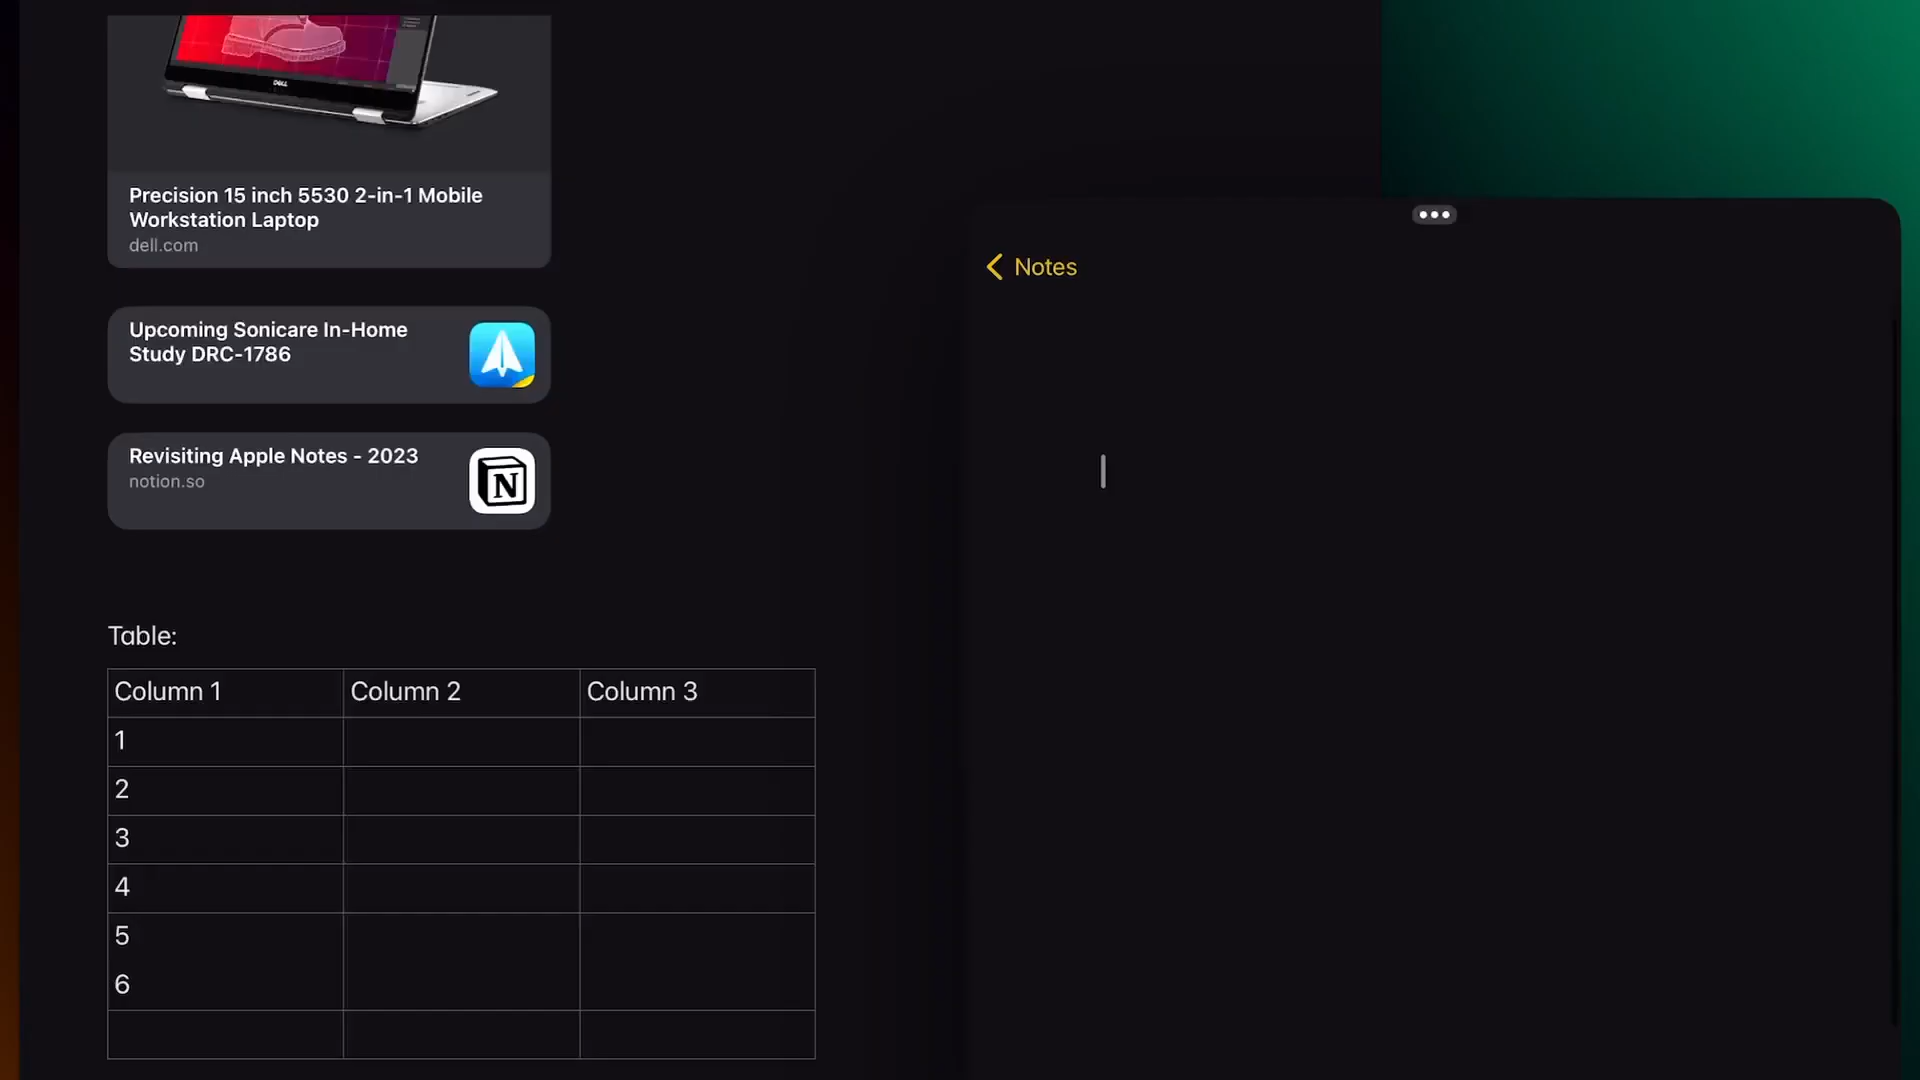 DELL
Precision 15 inch 5530 2-in-1 Mobile
Workstation Laptop
dell.com
Upcoming Sonicare In-Home
Study DRC-1786
Revisiting Apple Notes - 2023
notion.so
N
Table:
Column 1 Column 2 Column 3
1
2
3
4
5
6
Notes